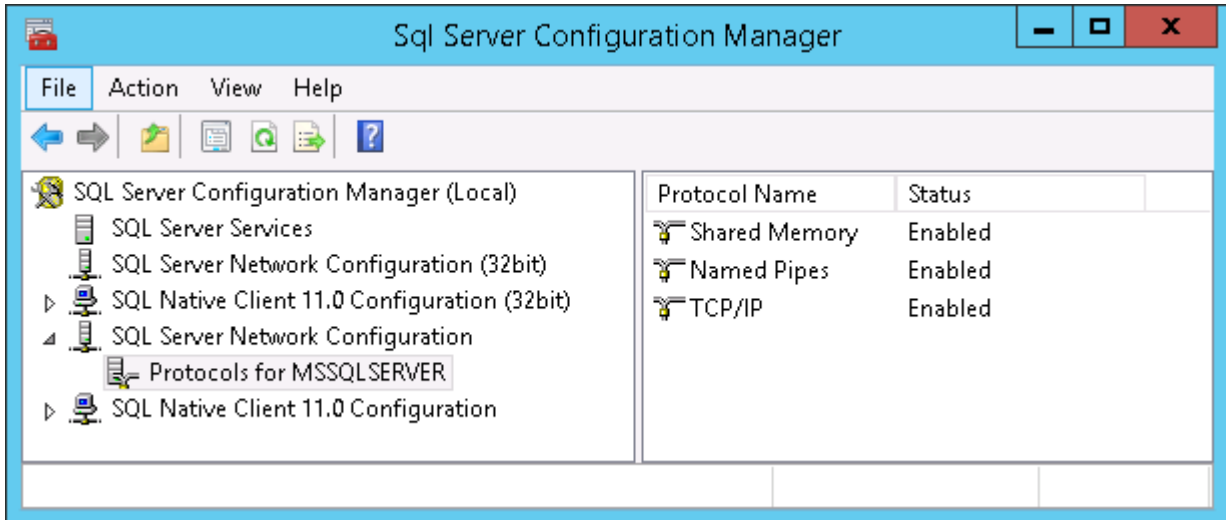 Sql Server Configuration Manager
File Action View Help
SQL Server Configuration Manager (Local)
SQL Server Services
SQL Server Network Configuration (32bit)
SQL Native Client 11.0 Configuration (32bit)
SQL Server Network Configuration
Protocols for MSSQLSERVER
SQL Native Client 11.0 Configuration
Protocol Name Status
Shared Memory Enabled
Named Pipes Enabled
TCP/IP Enabled